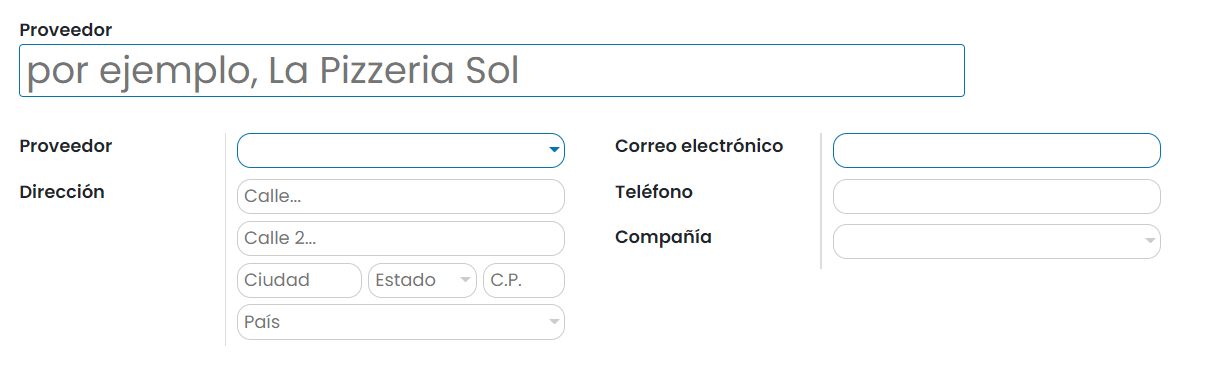 Proveedor
por ejemplo, La Pizzeria Sol
Proveedor
Dirección
Calle...
Calle 2...
Ciudad Estado C.P.
País
Correo electrónico
Teléfono
Compañía